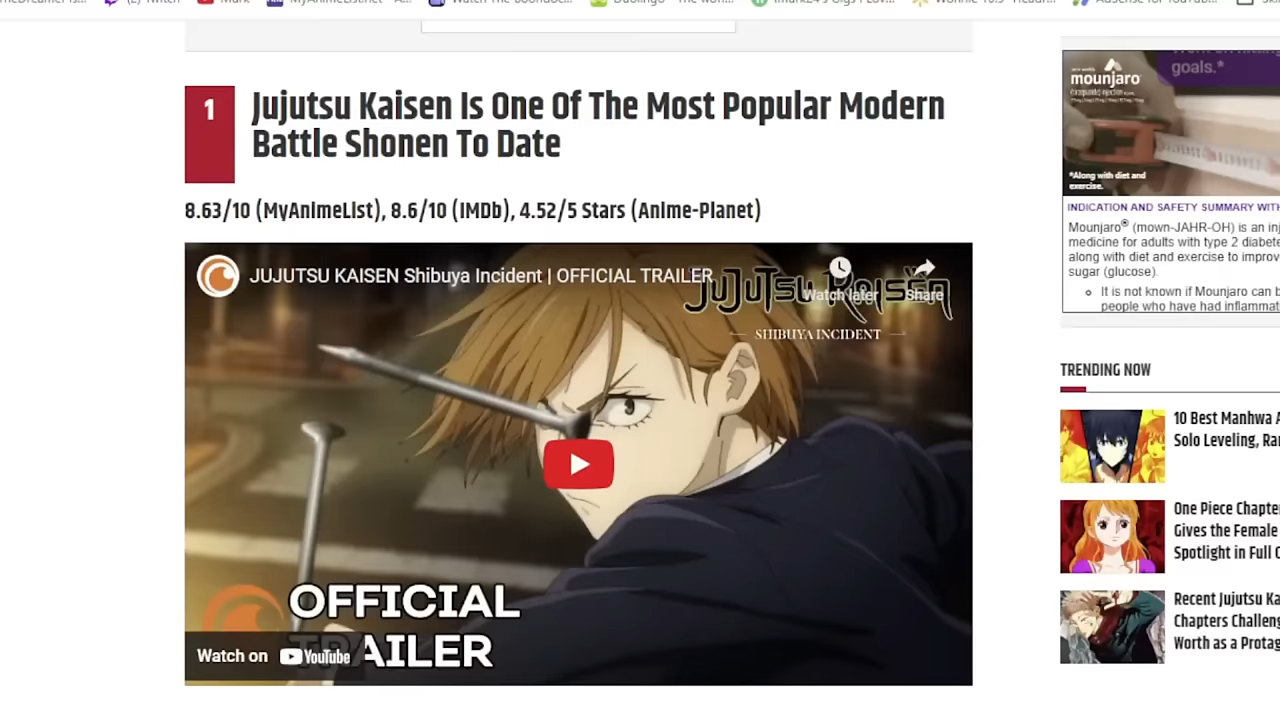 Twitch
1
Jujutsu Kaisen Is One Of The Most Popular Modern
Battle Shonen To Date
8.63/10 (MyAnimeList), 8.6/10 (IMDb), 4.52/5 Stars (Anime-Planet)
JUJUTSU KAISEN Shibuya Incident | OFFICIAL TRAILER
Watch later
Share
JUJUTSU KAISEN
SHIBUYA INCIDENT
OFFICIAL
TRAILER
Watch on YouTube
goals.*
mounjaro
*Along with diet and
exercise.
INDICATION AND SAFETY SUMMARY WITH
Mounjaro® (mown-JAHR-OH) is an inj
medicine for adults with type 2 diabete
along with diet and exercise to improv
sugar (glucose).
It is not known if Mounjaro can b
people who have had inflammat
TRENDING NOW
10 Best Manhwa A
Solo Leveling, Ra
One Piece Chapte
Gives the Female
Spotlight in Full C
Recent Jujutsu Ka
Chapters Challeng
Worth as a Protag